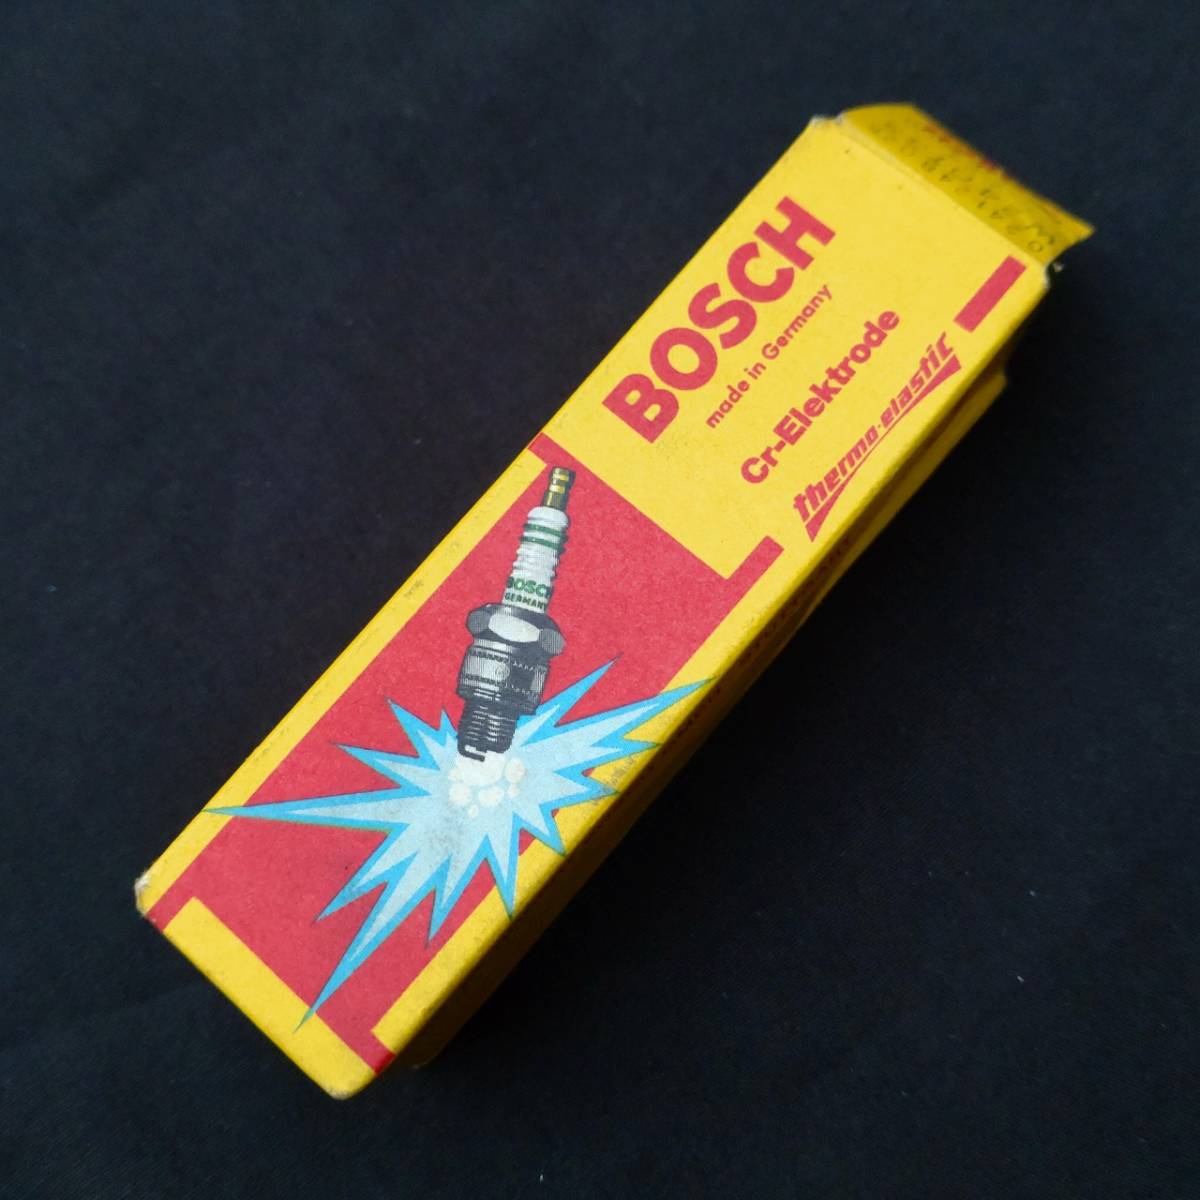 BOSCH
made in Germany
Cr-Elektrode
thermo-elastic
BOSCH
GERMANY